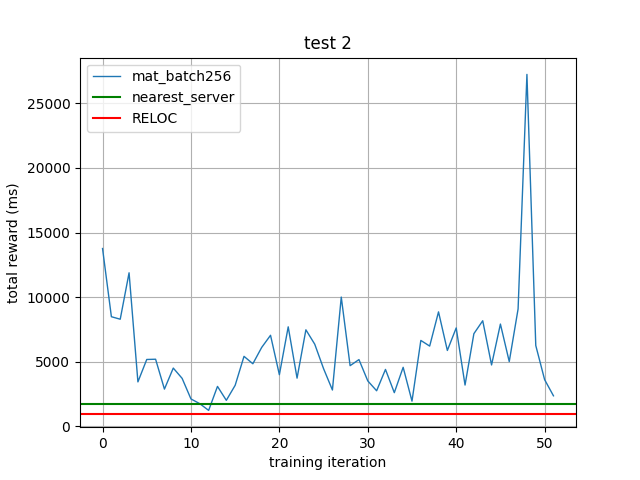 test 2
mat_batch256
nearest_server
RELOC
total reward (ms)
25000
20000
15000
10000
5000
0
0 10 20 30 40 50
training iteration